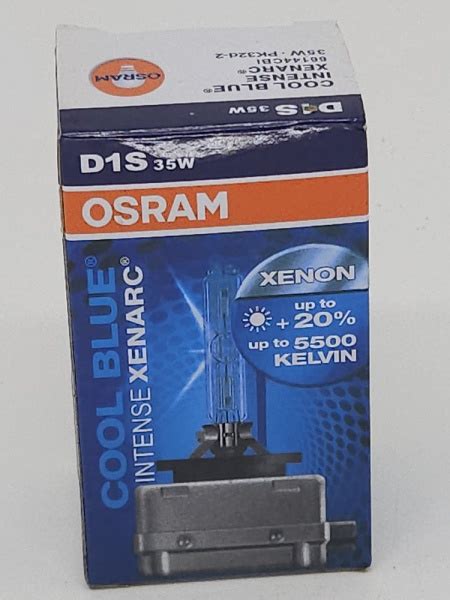 OSRAM
COOL BLUE®
INTENSE
XENARC®
66144CBI
35W · PK32d-2
D1S 35W
D1S 35W
OSRAM
COOL BLUE®
INTENSE XENARC®
XENON
up to
+ 20%
up to 5500
KELVIN